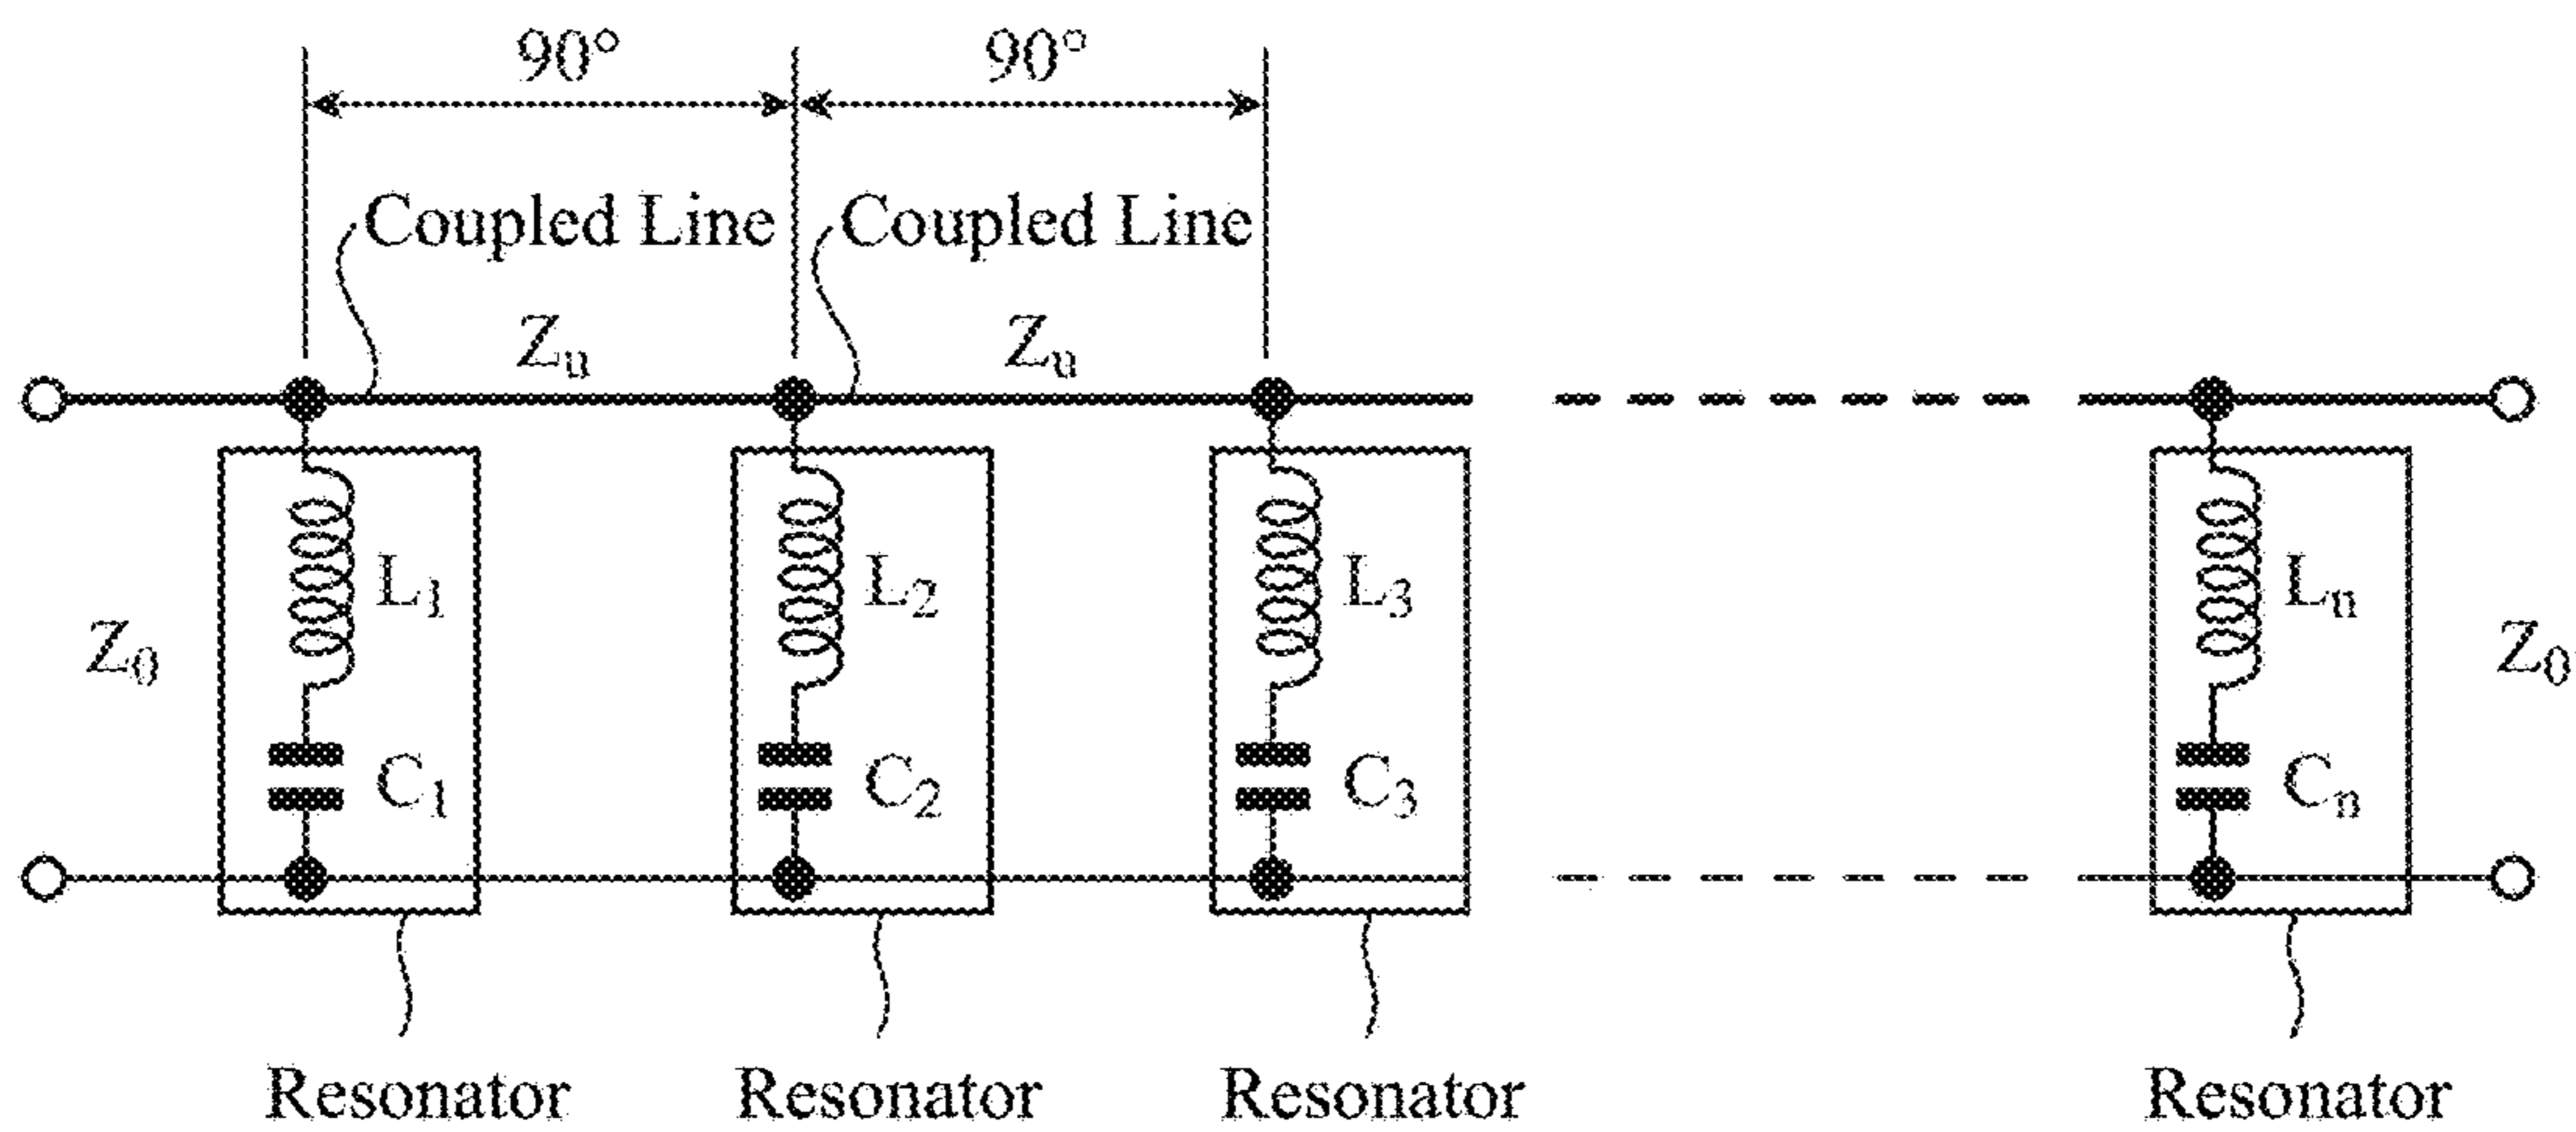 90° 90°
Coupled Line Coupled Line
Zu Zu
L1 L2 L3 Ln
Z0 Z0
C1 C2 C3 Cn
Resonator Resonator Resonator Resonator